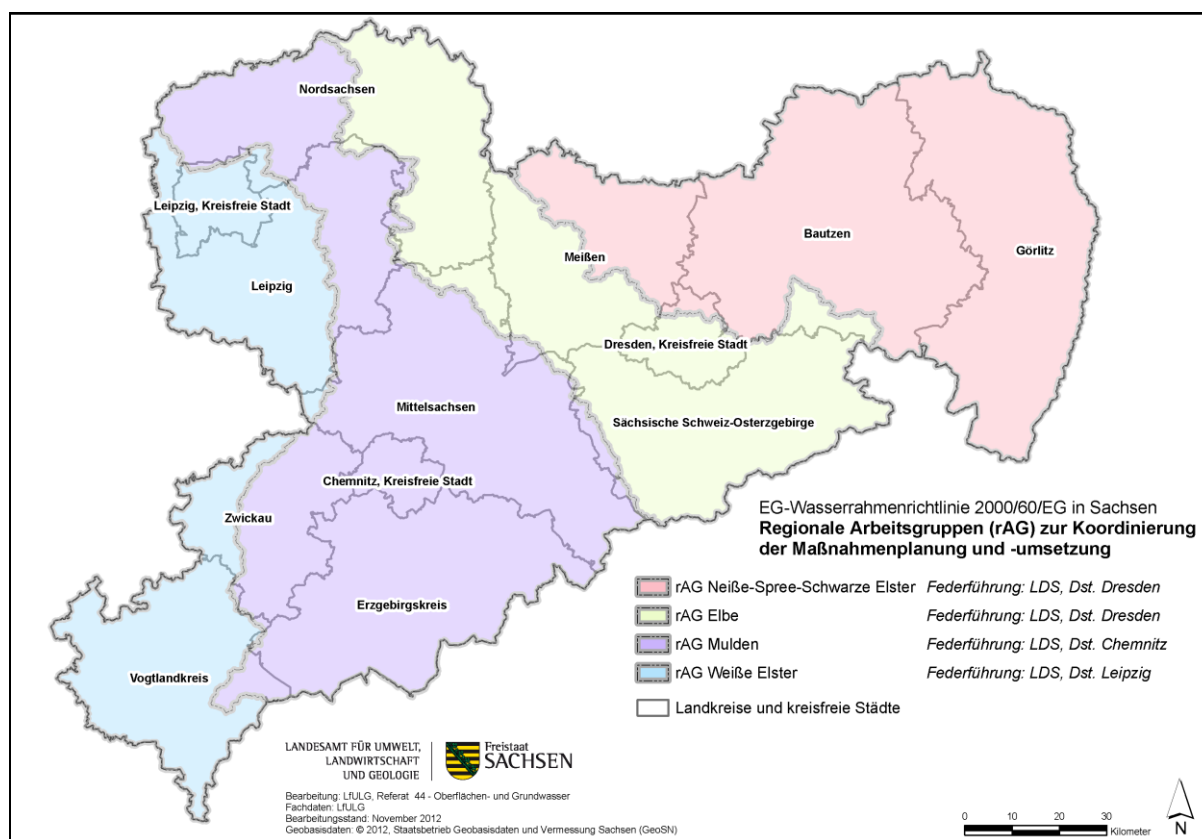 Nordsachsen
Leipzig, Kreisfreie Stadt
Leipzig
Meißen
Bautzen
Görlitz
Dresden, Kreisfreie Stadt
Mittelsachsen
Sächsische Schweiz-Osterzgebirge
Chemnitz, Kreisfreie Stadt
Zwickau
Erzgebirgskreis
Vogtlandkreis
EG-Wasserrahmenrichtlinie 2000/60/EG in Sachsen
Regionale Arbeitsgruppen (rAG) zur Koordinierung
der Maßnahmenplanung und -umsetzung
rAG Neiße-Spree-Schwarze Elster Federführung: LDS, Dst. Dresden
rAG Elbe Federführung: LDS, Dst. Dresden
rAG Mulden Federführung: LDS, Dst. Chemnitz
rAG Weiße Elster Federführung: LDS, Dst. Leipzig
Landkreise und kreisfreie Städte
LANDESAMT FÜR UMWELT,
LANDWIRTSCHAFT
UND GEOLOGIE
Freistaat
SACHSEN
Bearbeitung: LfULG, Referat 44 - Oberflächen- und Grundwasser
Fachdaten: LfULG
Bearbeitungsstand: November 2012
Geobasisdaten: © 2012, Staatsbetrieb Geobasisdaten und Vermessung Sachsen (GeoSN)
0 10 20 30
Kilometer
N